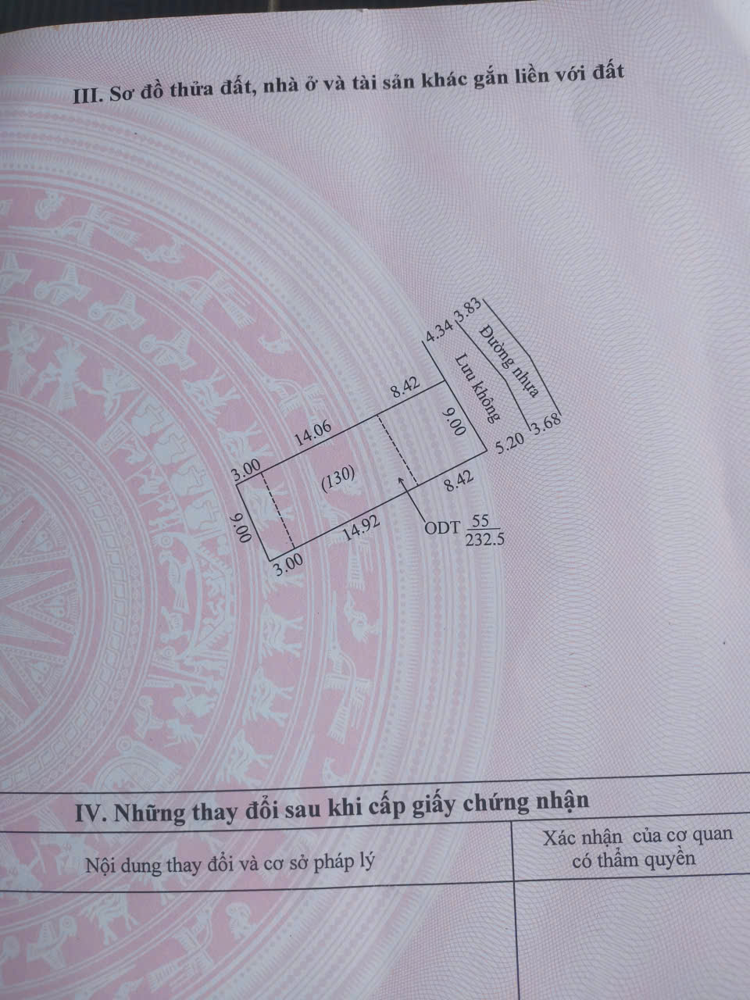 III. Sơ đồ thửa đất, nhà ở và tài sản khác gắn liền với đất
4.34
3.83
Đường nhựa
Lưu không
8.42
9.00
14.06
3.00
(130)
5.20
3.68
8.42
9.00
14.92
ODT 55
232.5
3.00
IV. Những thay đổi sau khi cấp giấy chứng nhận
Nội dung thay đổi và cơ sở pháp lý
Xác nhận của cơ quan
có thẩm quyền